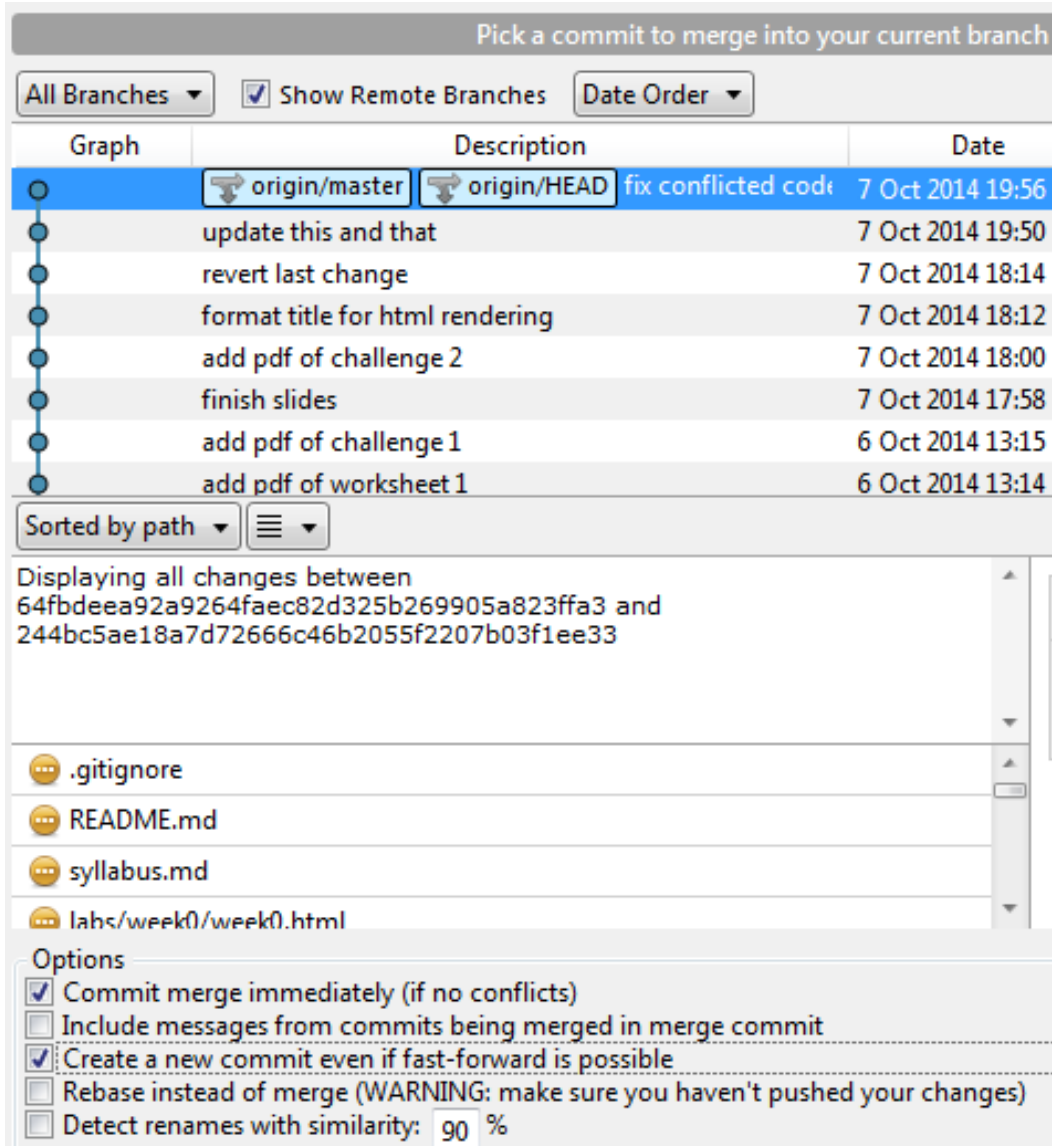 Pick a commit to merge into your current branch
All Branches Show Remote Branches Date Order
Graph Description Date
origin/master origin/HEAD fix conflicted code 7 Oct 2014 19:56
update this and that 7 Oct 2014 19:50
revert last change 7 Oct 2014 18:14
format title for html rendering 7 Oct 2014 18:12
add pdf of challenge 2 7 Oct 2014 18:00
finish slides 7 Oct 2014 17:58
add pdf of challenge 1 6 Oct 2014 13:15
add pdf of worksheet 1 6 Oct 2014 13:14
Sorted by path
Displaying all changes between
64fbdeea92a9264faec82d325b269905a823ffa3 and
244bc5ae18a7d72666c46b2055f2207b03f1ee33
.gitignore
README.md
syllabus.md
labs/week0/week0.html
Options
Commit merge immediately (if no conflicts)
Include messages from commits being merged in merge commit
Create a new commit even if fast-forward is possible
Rebase instead of merge (WARNING: make sure you haven't pushed your changes)
Detect renames with similarity: 90 %